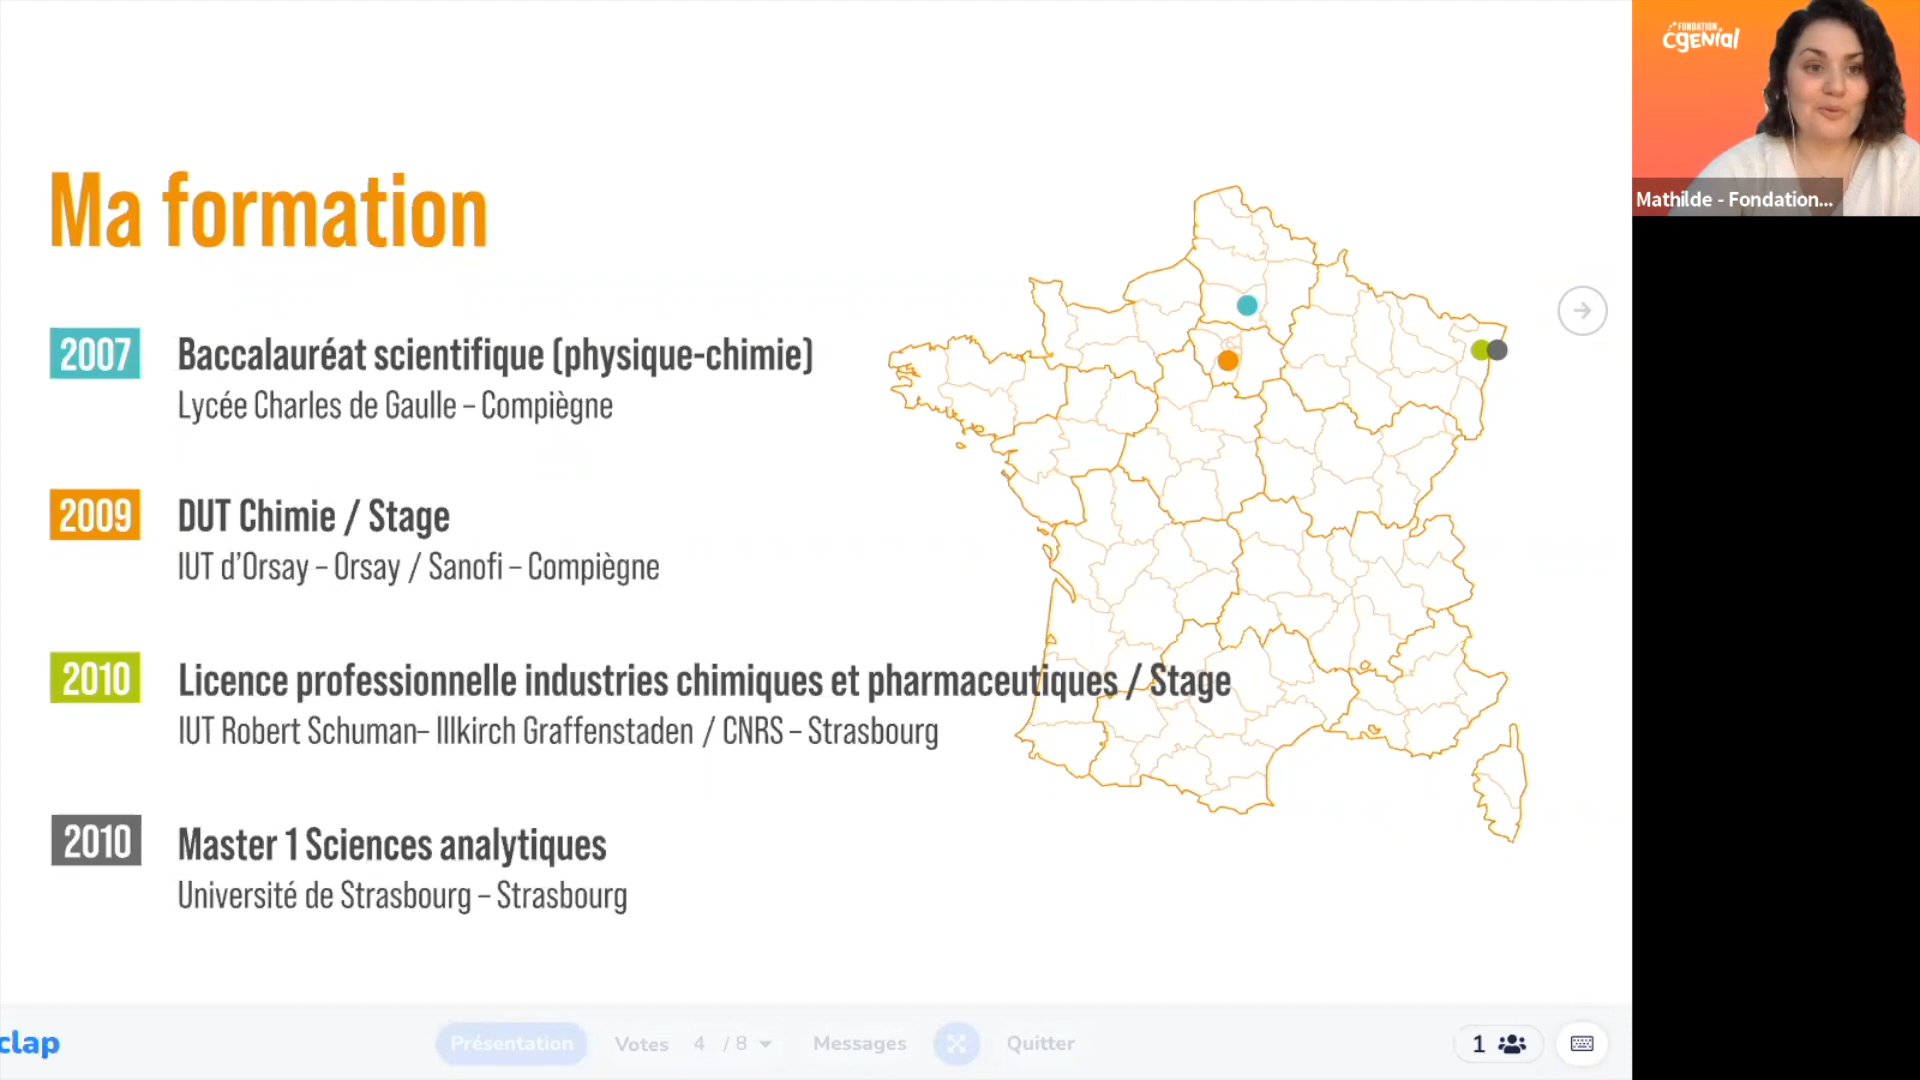 Ma formation
2007
Baccalauréat scientifique (physique-chimie)
Lycée Charles de Gaulle – Compiègne
2009
DUT Chimie / Stage
IUT d’Orsay – Orsay / Sanofi – Compiègne
2010
Licence professionnelle industries chimiques et pharmaceutiques / Stage
IUT Robert Schuman– Illkirch Graffenstaden / CNRS – Strasbourg
2010
Master 1 Sciences analytiques
Université de Strasbourg – Strasbourg
FONDATION
CGENIAL
Mathilde - Fondation...
clap
Présentation
Votes 4 / 8
Messages
Quitter
1